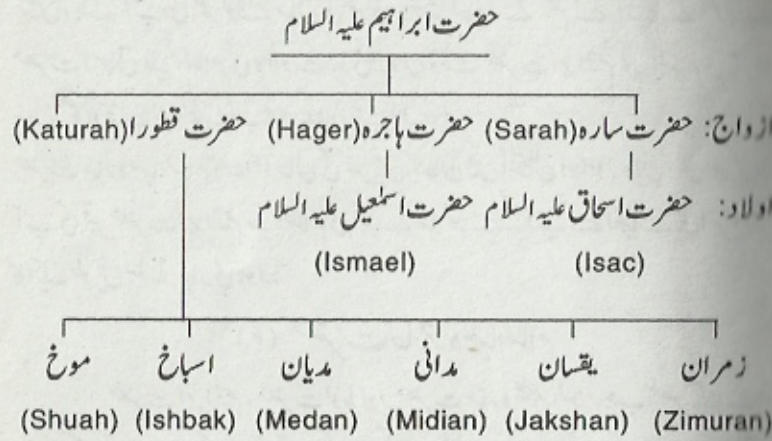 حضرت ابراہیم علیہ السلام
ازواج: حضرت سارہ (Sarah) حضرت ہاجرہ (Hager) حضرت قطورا (Katurah)
اولاد: حضرت اسحاق علیہ السلام حضرت اسمٰعیل علیہ السلام
(Isac) (Ismael)
زمران یقسان مدانی مدیان اسباخ موخ
(Zimuran) (Jakshan) (Midian) (Medan) (Ishbak) (Shuah)